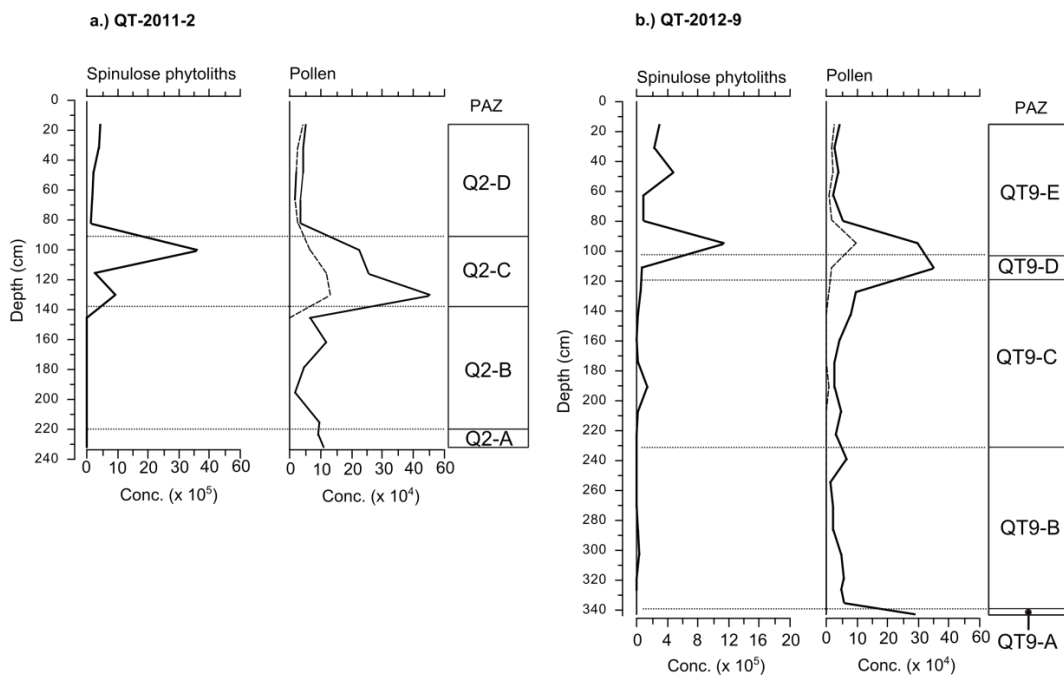 a.) QT-2011-2
Spinulose phytoliths
Pollen
PAZ
0
20
40
60
80
100
120
140
160
180
200
220
240
Depth (cm)
Q2-D
Q2-C
Q2-B
Q2-A
0 10 20 30 40 60
0 10 20 30 40 50 60
Conc. (x 10⁵)
Conc. (x 10⁴)
b.) QT-2012-9
Spinulose phytoliths
Pollen
PAZ
0
20
40
60
80
100
120
140
160
180
200
220
240
260
280
300
320
340
Depth (cm)
QT9-E
QT9-D
QT9-C
QT9-B
QT9-A
0 4 8 12 16 20
0 10 20 30 40 50 60
Conc. (x 10⁵)
Conc. (x 10⁴)